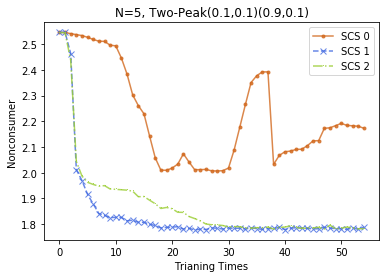 N=5, Two-Peak(0.1,0.1)(0.9,0.1)
SCS 0
SCS 1
SCS 2
Nonconsumer
2.5
2.4
2.3
2.2
2.1
2.0
1.9
1.8
0 10 20 30 40 50
Trianing Times